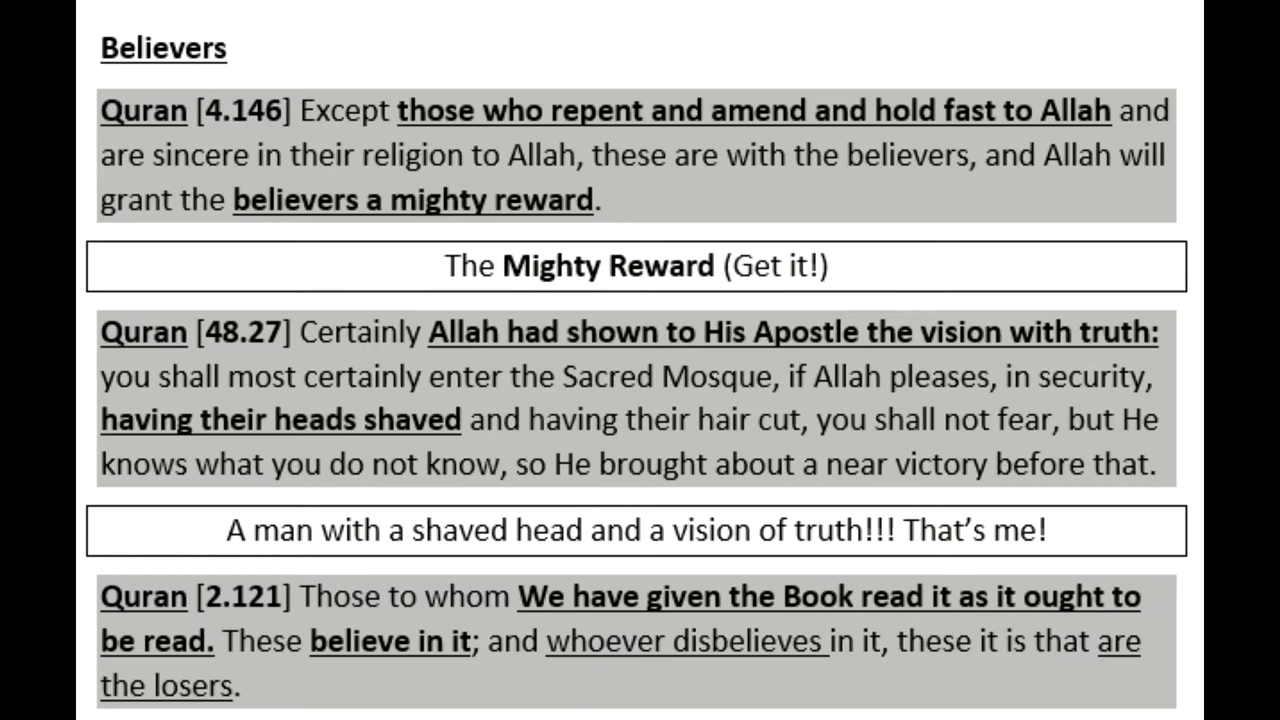 Believers
Quran [4.146] Except those who repent and amend and hold fast to Allah and
are sincere in their religion to Allah, these are with the believers, and Allah will
grant the believers a mighty reward.
The Mighty Reward (Get it!)
Quran [48.27] Certainly Allah had shown to His Apostle the vision with truth:
you shall most certainly enter the Sacred Mosque, if Allah pleases, in security,
having their heads shaved and having their hair cut, you shall not fear, but He
knows what you do not know, so He brought about a near victory before that.
A man with a shaved head and a vision of truth!!! That’s me!
Quran [2.121] Those to whom We have given the Book read it as it ought to
be read. These believe in it; and whoever disbelieves in it, these it is that are
the losers.